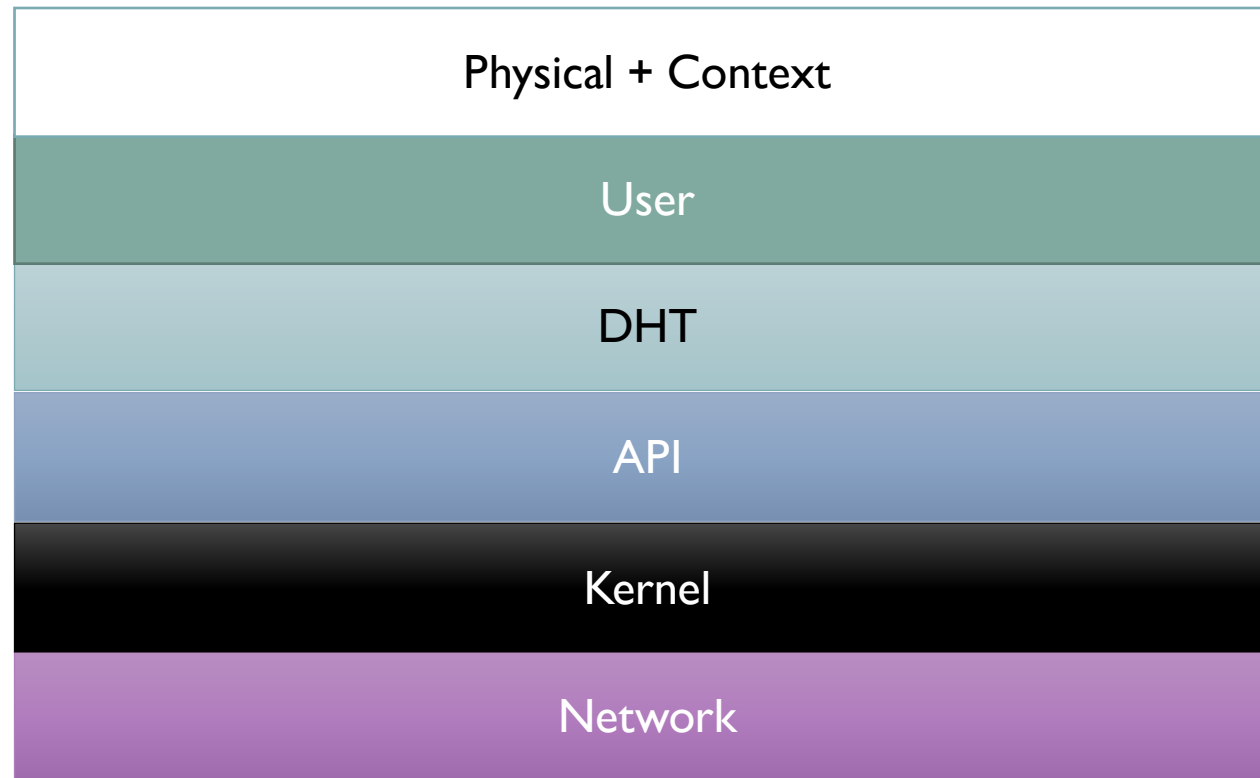 Physical + Context
User
DHT
API
Kernel
Network